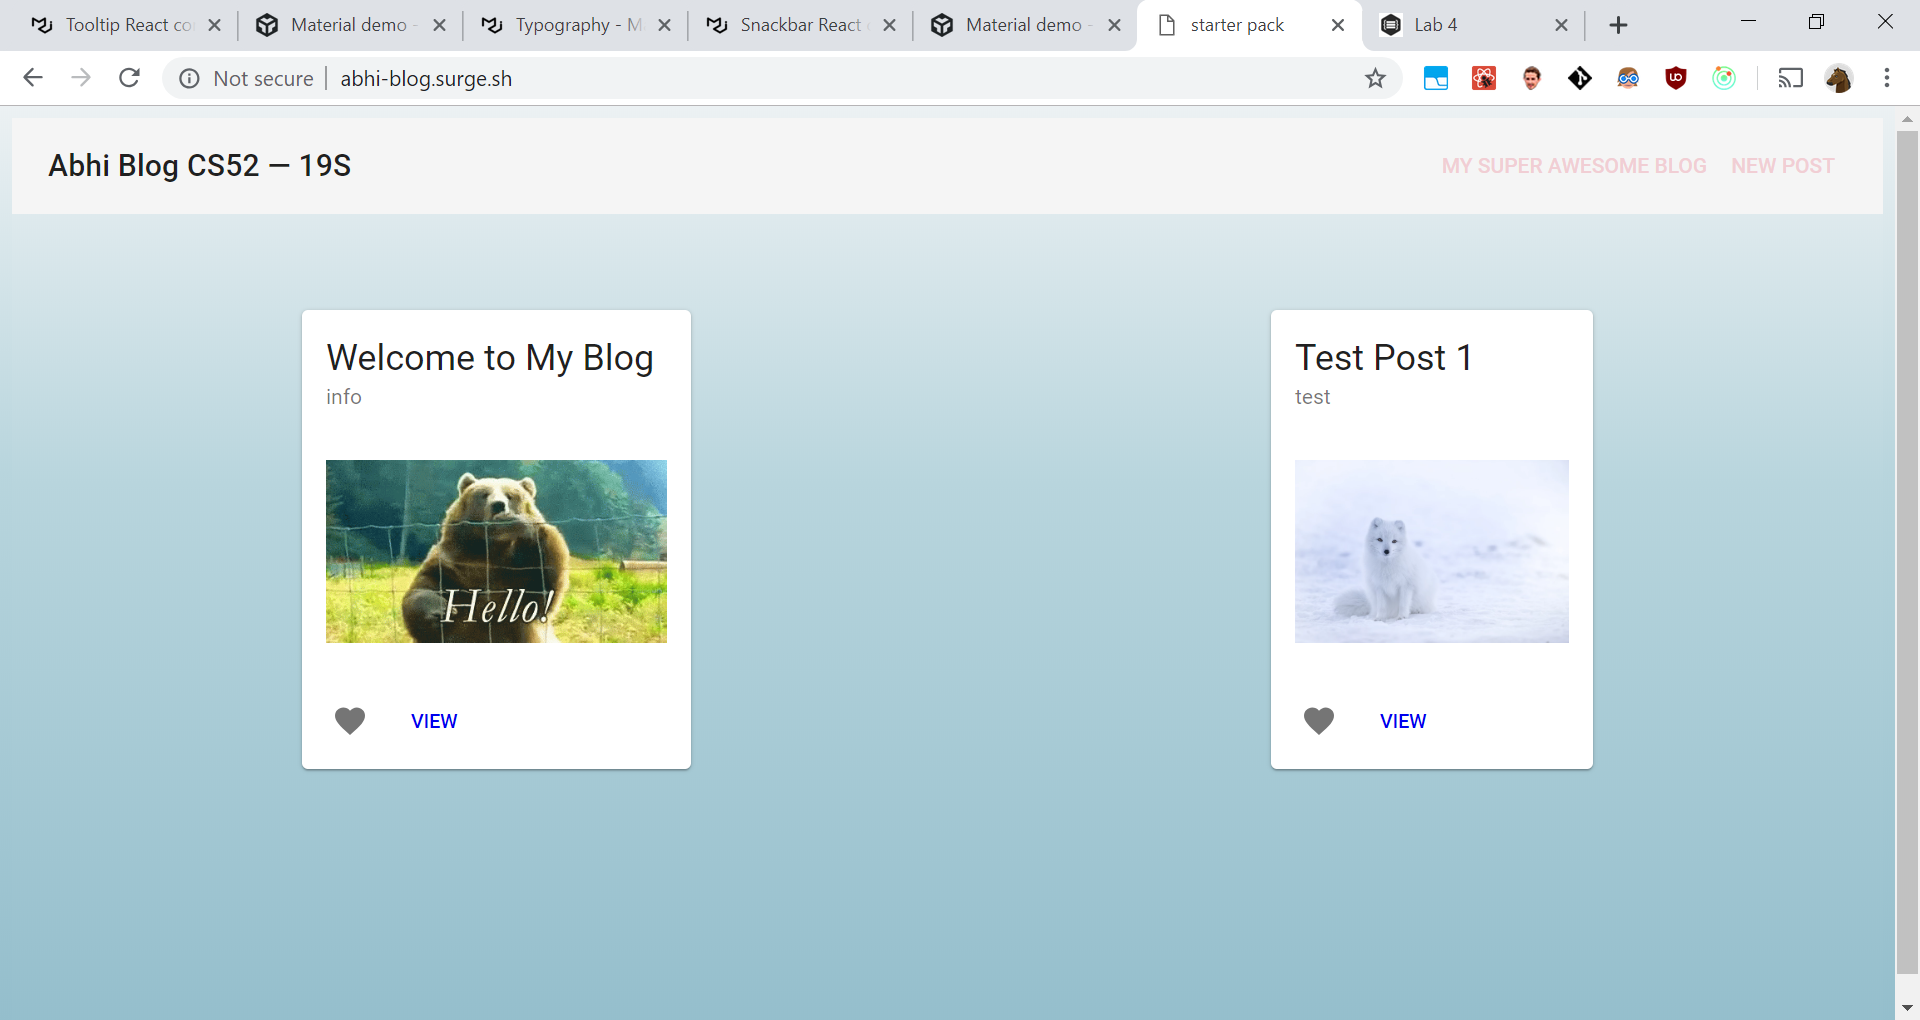 Tooltip React co
Material demo -
Typography - M
Snackbar React
Material demo -
starter pack
Lab 4
Not secure
abhi-blog.surge.sh
Abhi Blog CS52 — 19S
MY SUPER AWESOME BLOG
NEW POST
Welcome to My Blog
info
Hello!
VIEW
Test Post 1
test
VIEW